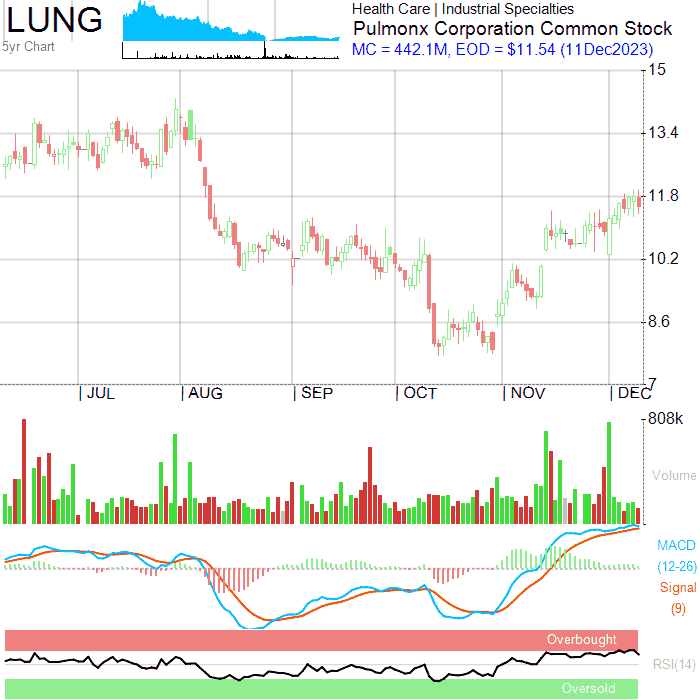 LUNG
5yr Chart
Health Care | Industrial Specialties
Pulmonx Corporation Common Stock
MC = 442.1M, EOD = $11.54 (11Dec2023)
15
13.4
11.8
10.2
8.6
7
| JUL | AUG | SEP | OCT | NOV | DEC
808k
Volume
MACD
(12-26)
Signal
(9)
Overbought
RSI(14)
Oversold